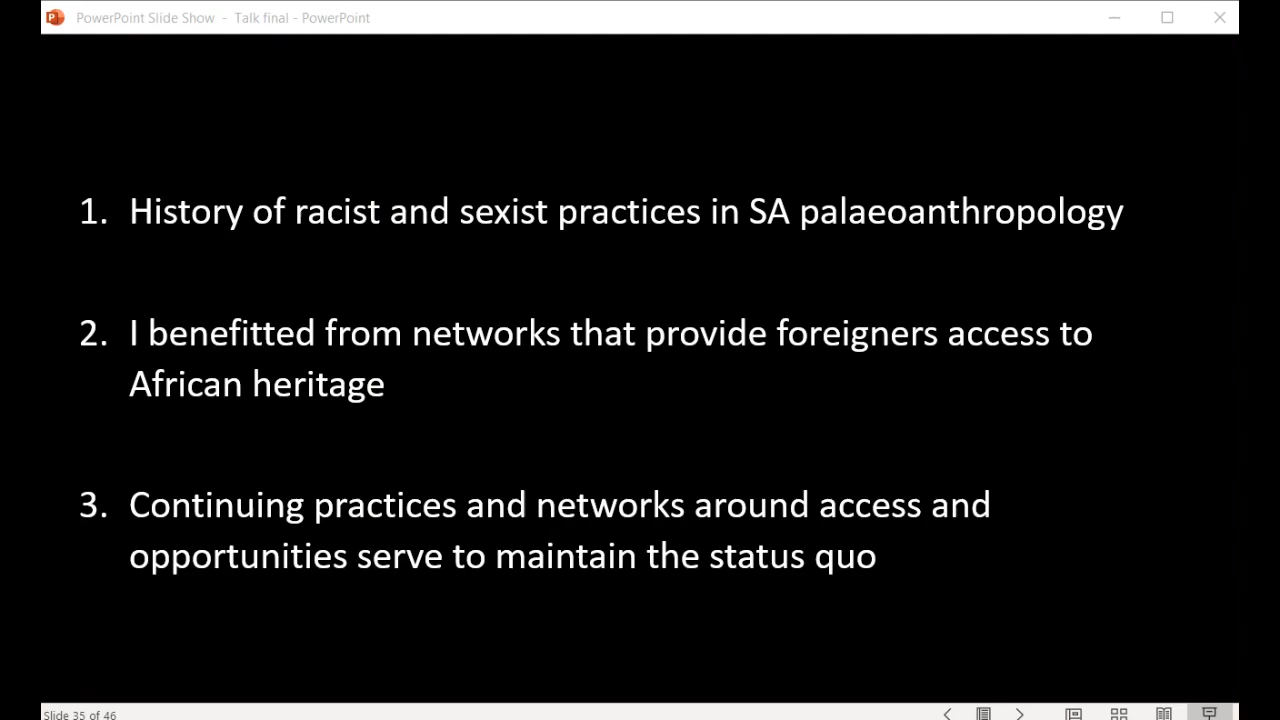 PowerPoint Slide Show - Talk final - PowerPoint
1. History of racist and sexist practices in SA palaeoanthropology
2. I benefitted from networks that provide foreigners access to
African heritage
3. Continuing practices and networks around access and
opportunities serve to maintain the status quo
Slide 35 of 46